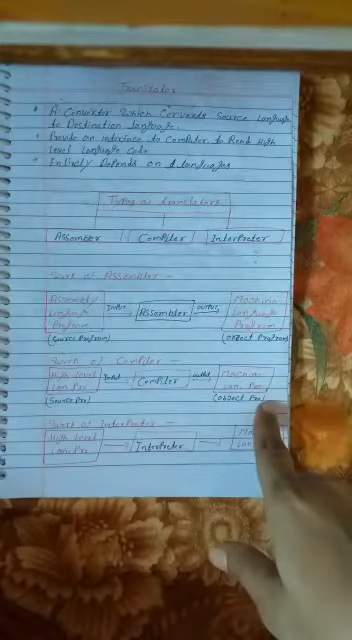 Translator
* A Convertor which Converts Source Language
to Destination Language.
* Provide an interface to Computer to Read High
level Language Code.
* Entirely Depends on Languages
Types of translators
Assembler Compiler Interpreter
Work of Assembler -
Assembly Language Program Input Assembler output Machine Language Program
(Source Program) (Object Program)
Work of Compiler -
High level Lan. Pro. Input Compiler output Machine Lan. Pro.
(Source Pro) (Object Pro)
Work of Interpreter -
High Level Lan. Pro. Interpreter